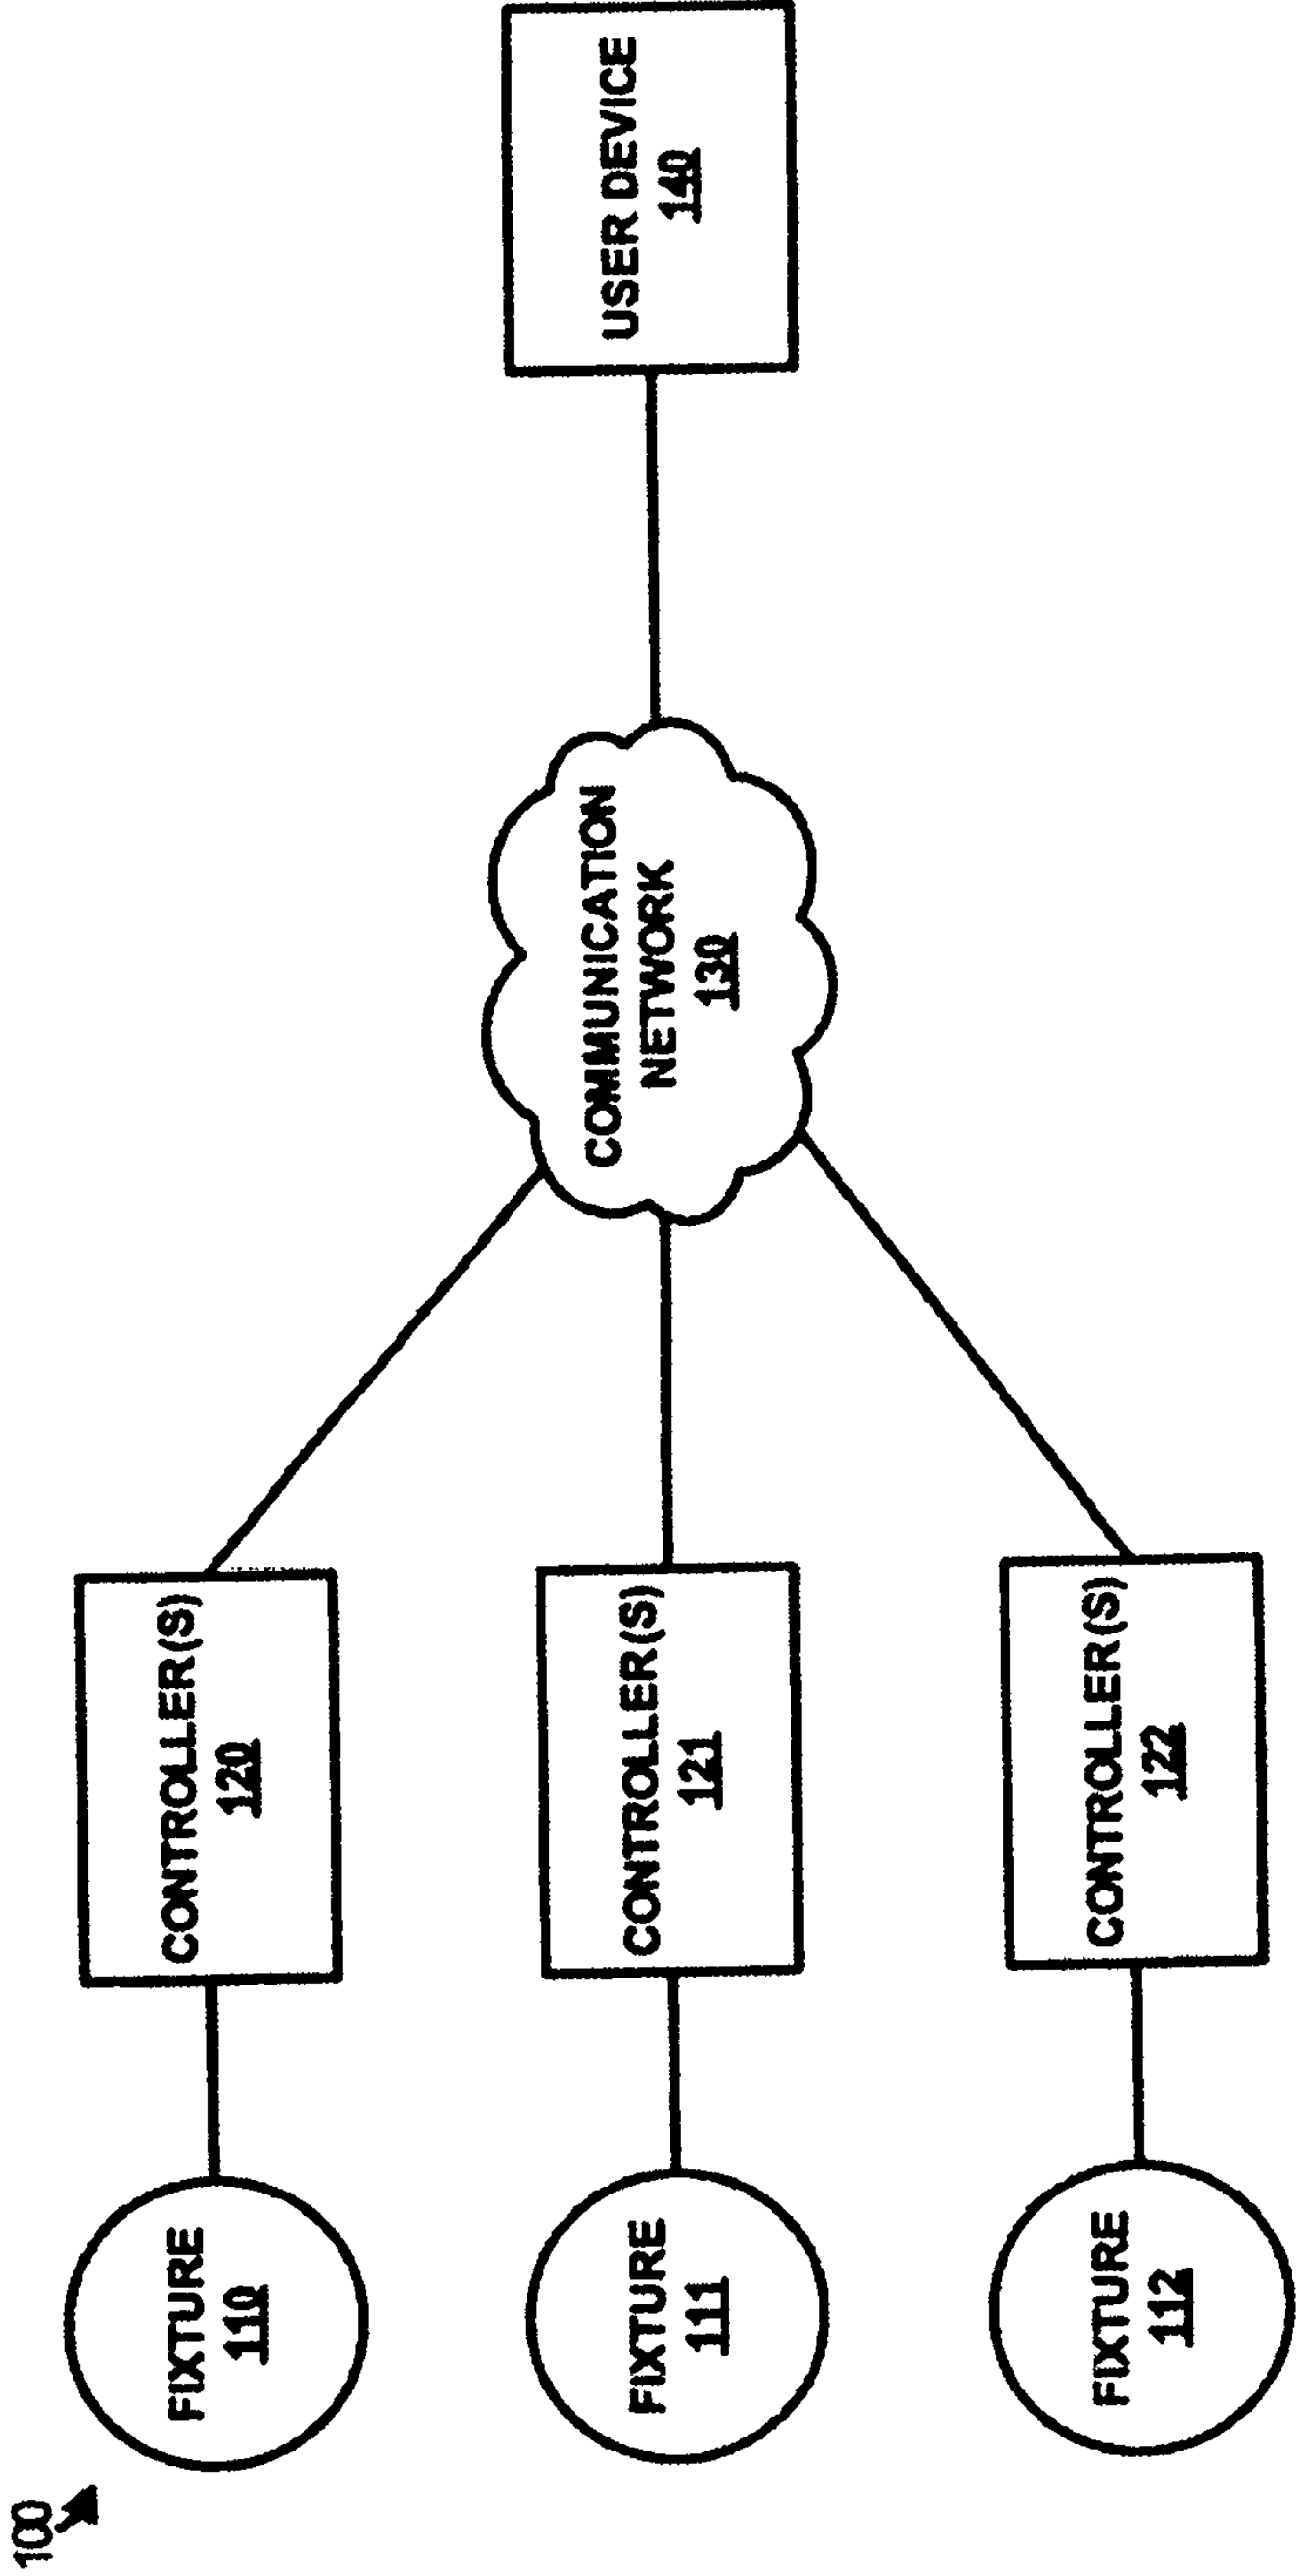 100
FIXTURE
110
CONTROLLER(S)
120
FIXTURE
111
CONTROLLER(S)
121
FIXTURE
112
CONTROLLER(S)
122
COMMUNICATION
NETWORK
130
USER DEVICE
140